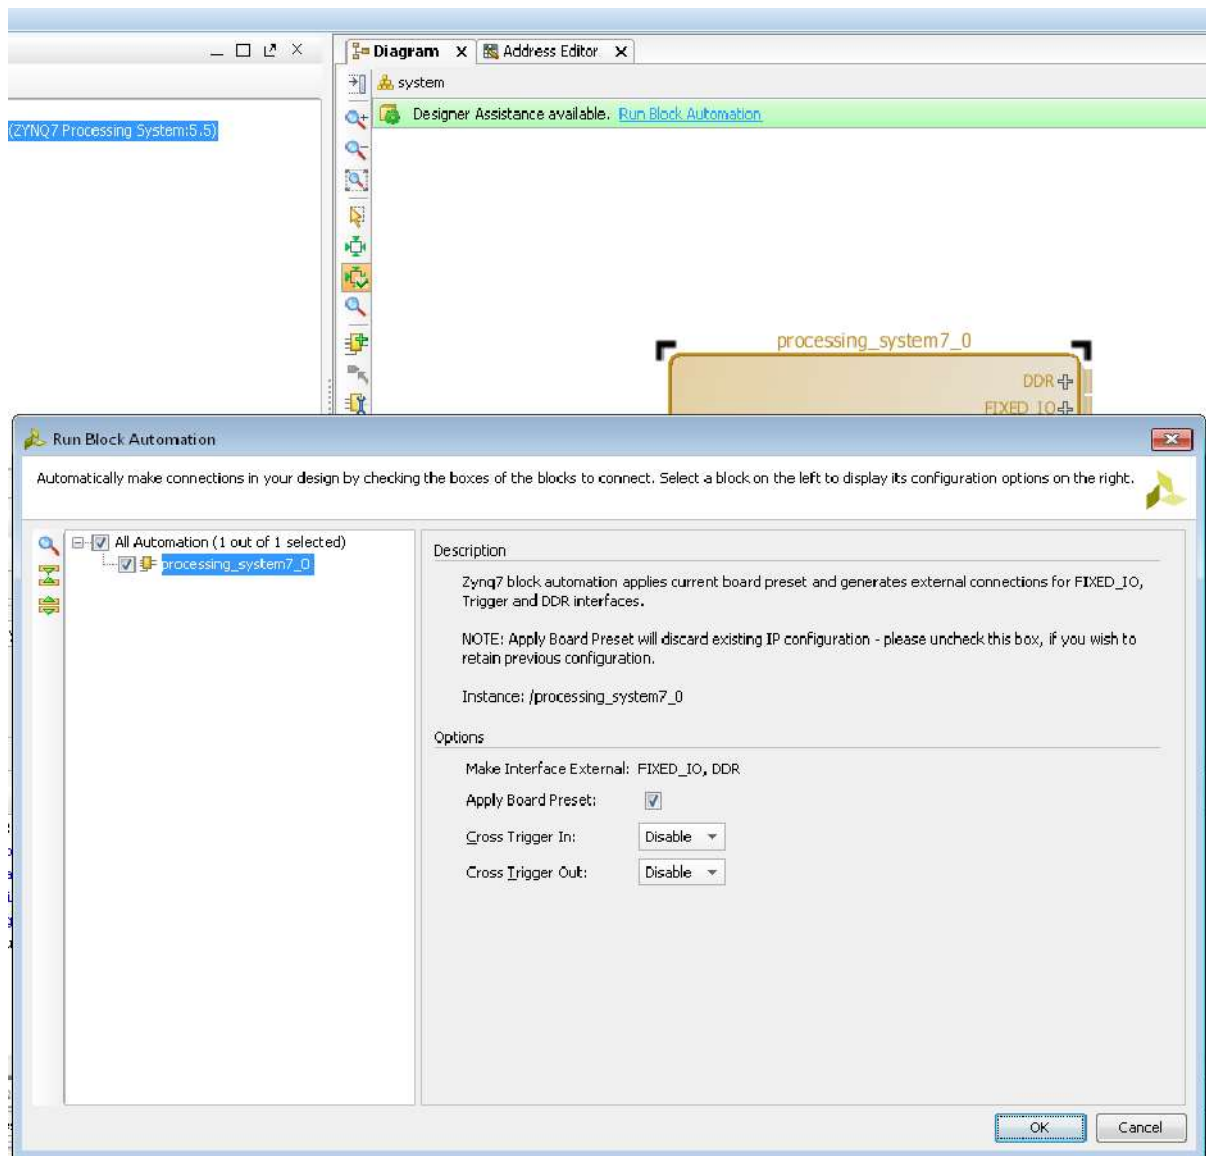 Diagram X Address Editor X
system
(ZYNQ7 Processing System:5.5)
Designer Assistance available. Run Block Automation
processing_system7_0
DDR
FIXED_IO
Run Block Automation
Automatically make connections in your design by checking the boxes of the blocks to connect. Select a block on the left to display its configuration options on the right.
All Automation (1 out of 1 selected)
processing_system7_0
Description
Zynq7 block automation applies current board preset and generates external connections for FIXED_IO,
Trigger and DDR interfaces.
NOTE: Apply Board Preset will discard existing IP configuration - please uncheck this box, if you wish to
retain previous configuration.
Instance: /processing_system7_0
Options
Make Interface External: FIXED_IO, DDR
Apply Board Preset:
Cross Trigger In: Disable
Cross Trigger Out: Disable
OK Cancel